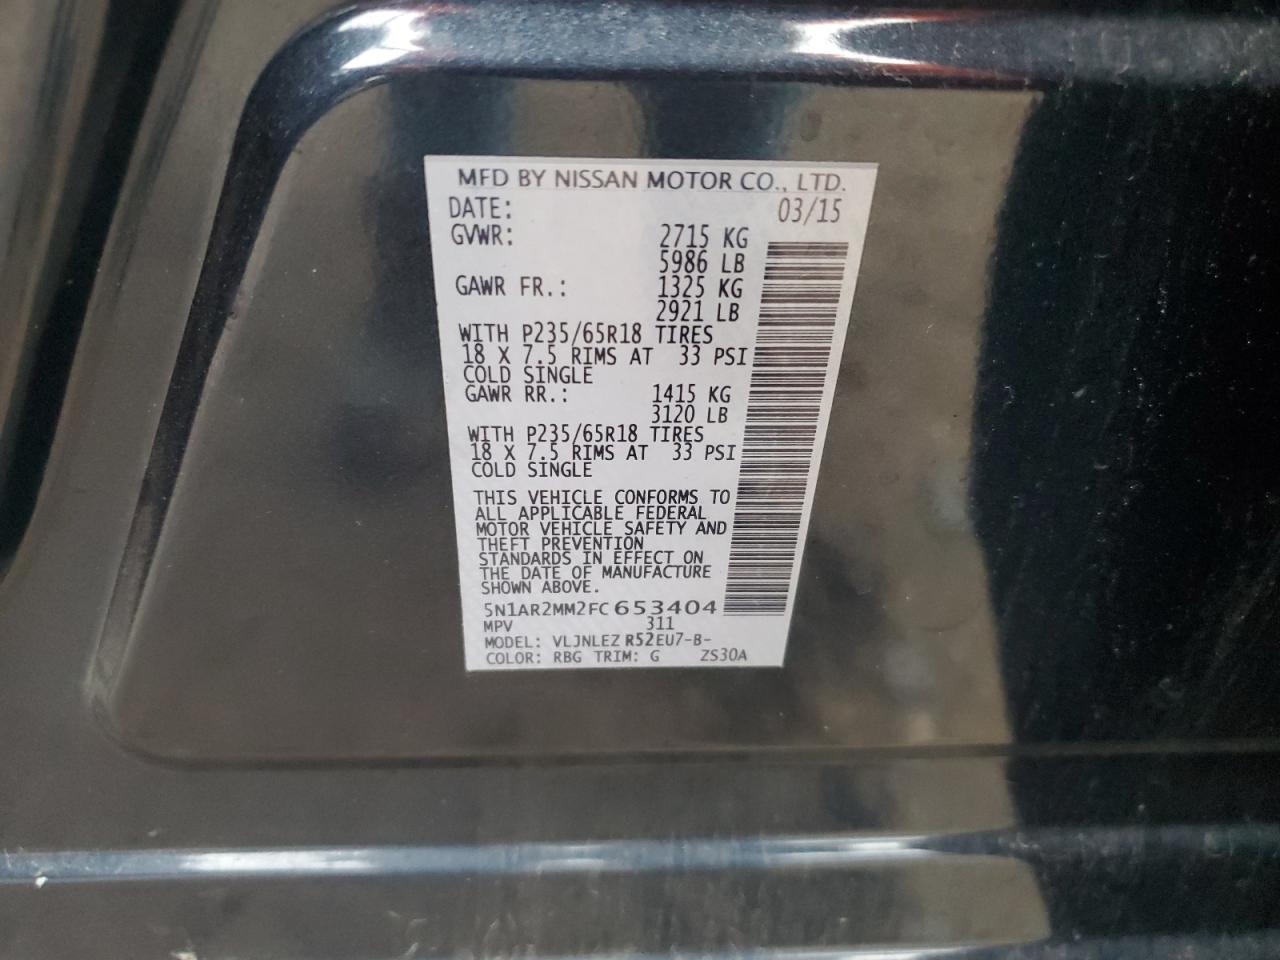 MFD BY NISSAN MOTOR CO., LTD.
DATE: 03/15
GVWR: 2715 KG
5986 LB
GAWR FR.: 1325 KG
2921 LB
WITH P235/65R18 TIRES
18 X 7.5 RIMS AT 33 PSI
COLD SINGLE
GAWR RR.: 1415 KG
3120 LB
WITH P235/65R18 TIRES
18 X 7.5 RIMS AT 33 PSI
COLD SINGLE
THIS VEHICLE CONFORMS TO
ALL APPLICABLE FEDERAL
MOTOR VEHICLE SAFETY AND
THEFT PREVENTION
STANDARDS IN EFFECT ON
THE DATE OF MANUFACTURE
SHOWN ABOVE.
5N1AR2MM2FC653404
MPV 311
MODEL: VLJNLEZ R52EU7-B-
COLOR: RBG TRIM: G ZS30A